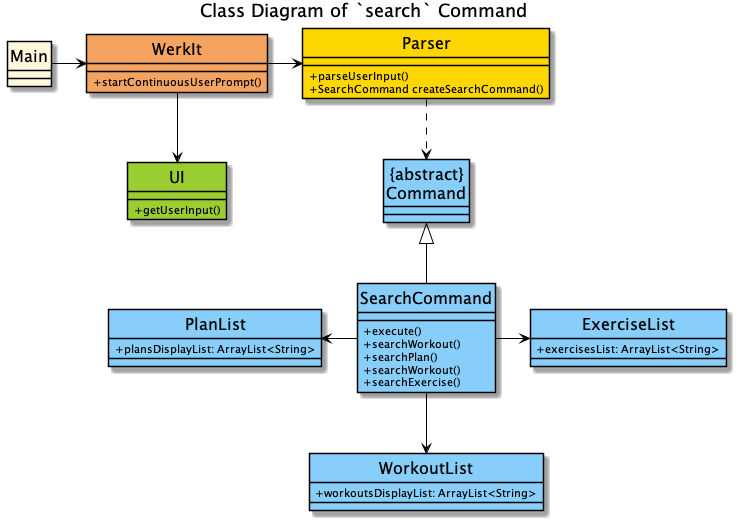 Class Diagram of `search` Command
Main
WerkIt
+startContinuousUserPrompt()
Parser
+parseUserInput()
+SearchCommand createSearchCommand()
UI
+getUserInput()
{abstract}
Command
SearchCommand
+execute()
+searchWorkout()
+searchPlan()
+searchWorkout()
+searchExercise()
PlanList
+plansDisplayList: ArrayList<String>
ExerciseList
+exercisesList: ArrayList<String>
WorkoutList
+workoutsDisplayList: ArrayList<String>